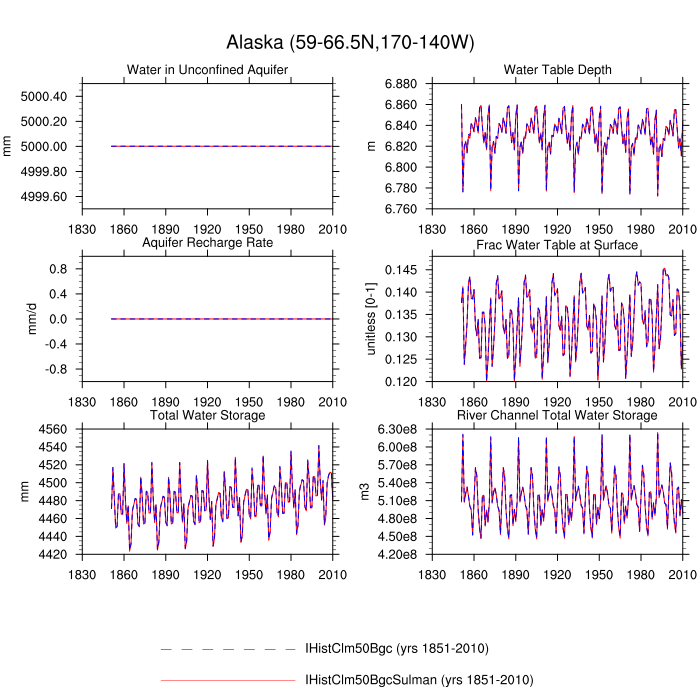 Alaska (59-66.5N,170-140W)
Water in Unconfined Aquifer
mm
5000.40
5000.20
5000.00
4999.80
4999.60
1830 1860 1890 1920 1950 1980 2010
Water Table Depth
m
6.880
6.860
6.840
6.820
6.800
6.780
6.760
1830 1860 1890 1920 1950 1980 2010
Aquifer Recharge Rate
mm/d
0.8
0.4
0.0
-0.4
-0.8
1830 1860 1890 1920 1950 1980 2010
Frac Water Table at Surface
unitless [0-1]
0.145
0.140
0.135
0.130
0.125
0.120
1830 1860 1890 1920 1950 1980 2010
Total Water Storage
mm
4560
4540
4520
4500
4480
4460
4440
4420
1830 1860 1890 1920 1950 1980 2010
River Channel Total Water Storage
m3
6.30e8
6.00e8
5.70e8
5.40e8
5.10e8
4.80e8
4.50e8
4.20e8
1830 1860 1890 1920 1950 1980 2010
IHistClm50Bgc (yrs 1851-2010)
IHistClm50BgcSulman (yrs 1851-2010)